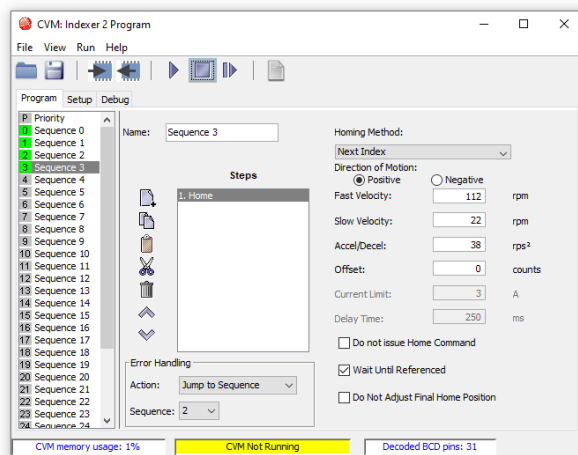 CVM: Indexer 2 Program
File View Run Help
Program Setup Debug
P Priority
0 Sequence 0
1 Sequence 1
2 Sequence 2
3 Sequence 3
4 Sequence 4
5 Sequence 5
6 Sequence 6
7 Sequence 7
8 Sequence 8
9 Sequence 9
10 Sequence 10
11 Sequence 11
12 Sequence 12
13 Sequence 13
14 Sequence 14
15 Sequence 15
16 Sequence 16
17 Sequence 17
18 Sequence 18
19 Sequence 19
20 Sequence 20
21 Sequence 21
22 Sequence 22
23 Sequence 23
24 Sequence 24
Name: Sequence 3
Steps
1. Home
Error Handling
Action: Jump to Sequence
Sequence: 2
Homing Method:
Next Index
Direction of Motion:
Positive Negative
Fast Velocity: 112 rpm
Slow Velocity: 22 rpm
Accel/Decel: 38 rps²
Offset: 0 counts
Current Limit: 3 A
Delay Time: 250 ms
Do not issue Home Command
Wait Until Referenced
Do Not Adjust Final Home Position
CVM memory usage: 1% CVM Not Running Decoded BCD pins: 31